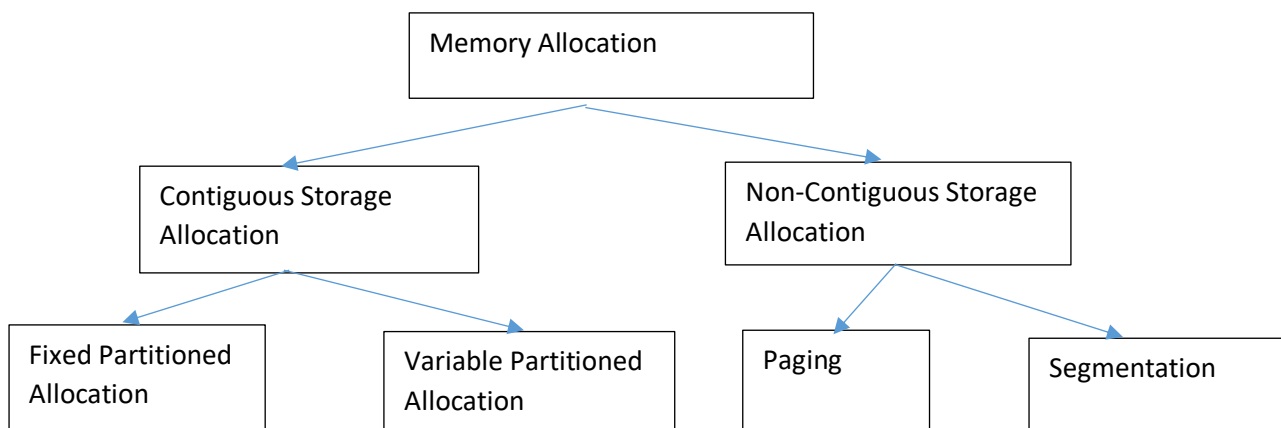 Memory Allocation
Contiguous Storage
Allocation
Non-Contiguous Storage
Allocation
Fixed Partitioned
Allocation
Variable Partitioned
Allocation
Paging
Segmentation